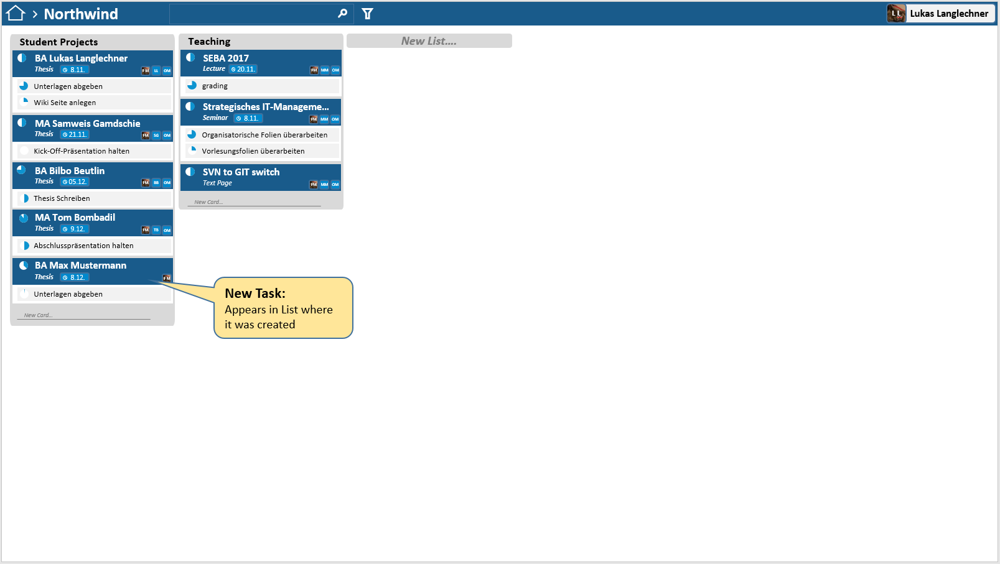 Northwind
LL Lukas Langlechner
Student Projects
BA Lukas Langlechner
Thesis 8.11. FM LL OM
Unterlagen abgeben
Wiki Seite anlegen
MA Samweis Gamdschie
Thesis 21.11. FM SG OM
Kick-Off-Präsentation halten
BA Bilbo Beutlin
Thesis 05.12. FM BB OM
Thesis Schreiben
MA Tom Bombadil
Thesis 9.12. FM TB OM
Abschlusspräsentation halten
BA Max Mustermann
Thesis 8.12. FM
Unterlagen abgeben
New Card...
Teaching
SEBA 2017
Lecture 20.11. FM MM OM
grading
Strategisches IT-Manageme...
Seminar 8.11. FM MM OM
Organisatorische Folien überarbeiten
Vorlesungsfolien überarbeiten
SVN to GIT switch
Text Page FM MM OM
New Card...
New List....
New Task:
Appears in List where
it was created